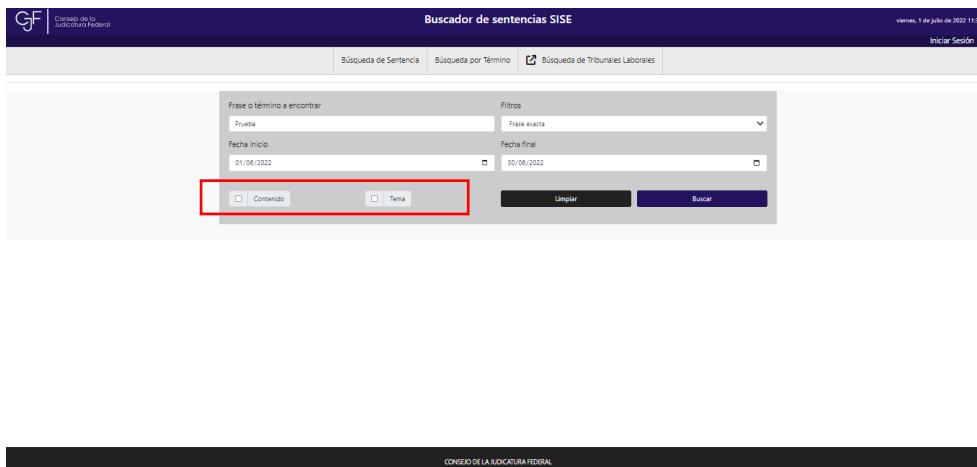 CJF
Consejo de la
Judicatura Federal
Buscador de sentencias SISE
viernes, 1 de julio de 2022 11:
Iniciar Sesión
Búsqueda de Sentencia
Búsqueda por Término
Búsqueda de Tribunales Laborales
Frase o término a encontrar
Filtros
Prueba
Frase exacta
Fecha inicio
Fecha final
01/06/2022
30/06/2022
Contenido
Tema
Limpiar
Buscar
CONSEJO DE LA JUDICATURA FEDERAL